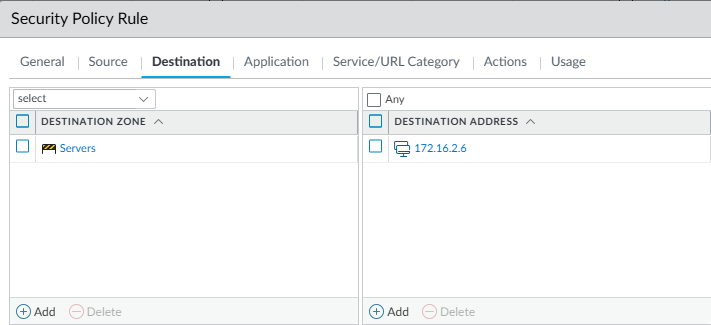 Security Policy Rule
General Source Destination Application Service/URL Category Actions Usage
select Any
DESTINATION ZONE DESTINATION ADDRESS
Servers 172.16.2.6
Add Delete Add Delete